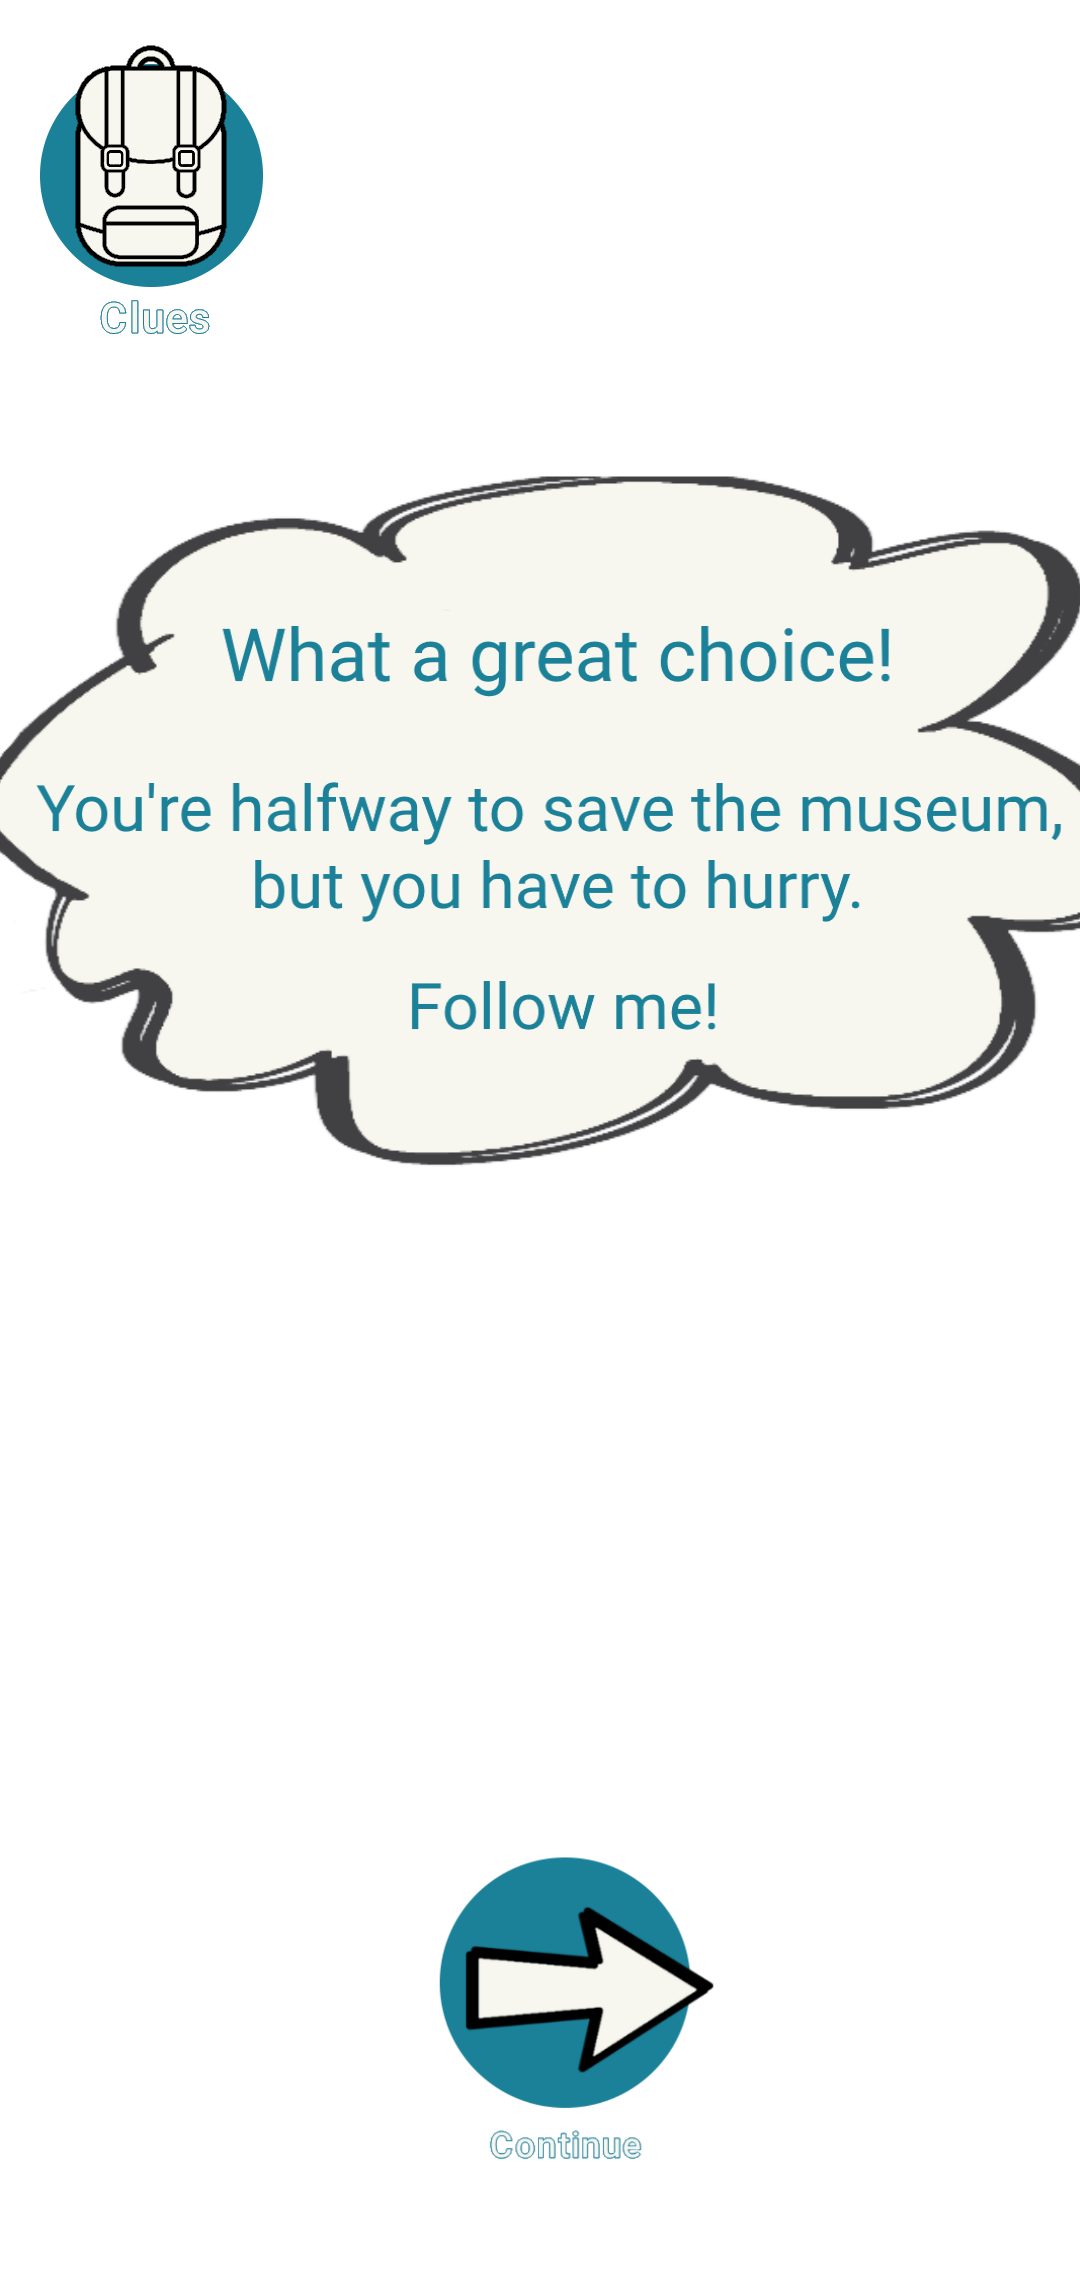 Clues
What a great choice!
You're halfway to save the museum,
but you have to hurry.
Follow me!
Continue